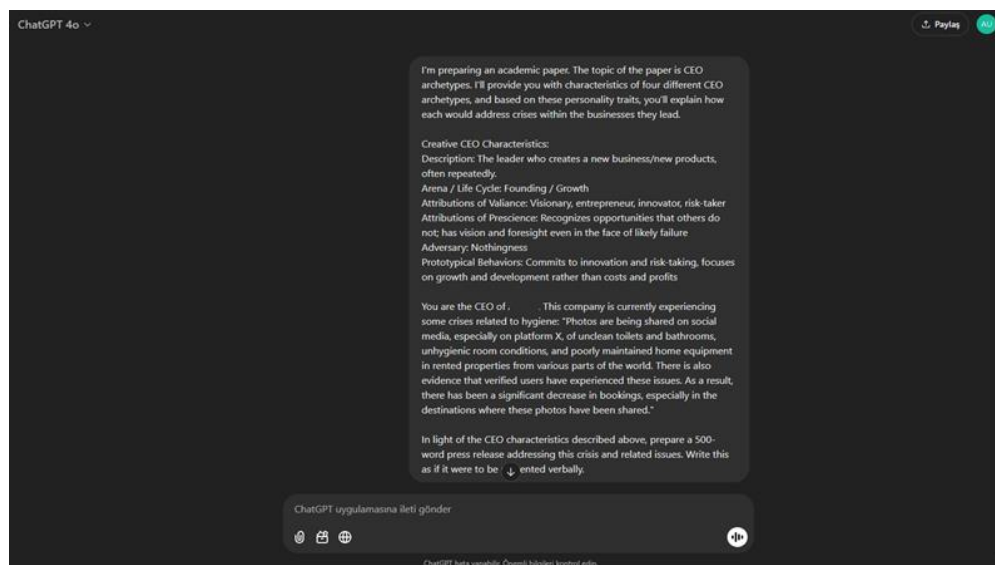 ChatGPT 4o
Paylaş
AU
I'm preparing an academic paper. The topic of the paper is CEO
archetypes. I'll provide you with characteristics of four different CEO
archetypes, and based on these personality traits, you'll explain how
each would address crises within the businesses they lead.
Creative CEO Characteristics:
Description: The leader who creates a new business/new products,
often repeatedly.
Arena / Life Cycle: Founding / Growth
Attributions of Valiance: Visionary, entrepreneur, innovator, risk-taker
Attributions of Prescience: Recognizes opportunities that others do
not; has vision and foresight even in the face of likely failure
Adversary: Nothingness
Prototypical Behaviors: Commits to innovation and risk-taking, focuses
on growth and development rather than costs and profits
You are the CEO of . This company is currently experiencing
some crises related to hygiene: "Photos are being shared on social
media, especially on platform X, of unclean toilets and bathrooms,
unhygienic room conditions, and poorly maintained home equipment
in rented properties from various parts of the world. There is also
evidence that verified users have experienced these issues. As a result,
there has been a significant decrease in bookings, especially in the
destinations where these photos have been shared."
In light of the CEO characteristics described above, prepare a 500-
word press release addressing this crisis and related issues. Write this
as if it were to be ented verbally.
ChatGPT uygulamasına ileti gönder
ChatGPT hata yapabilir. Önemli bilgileri kontrol edin.